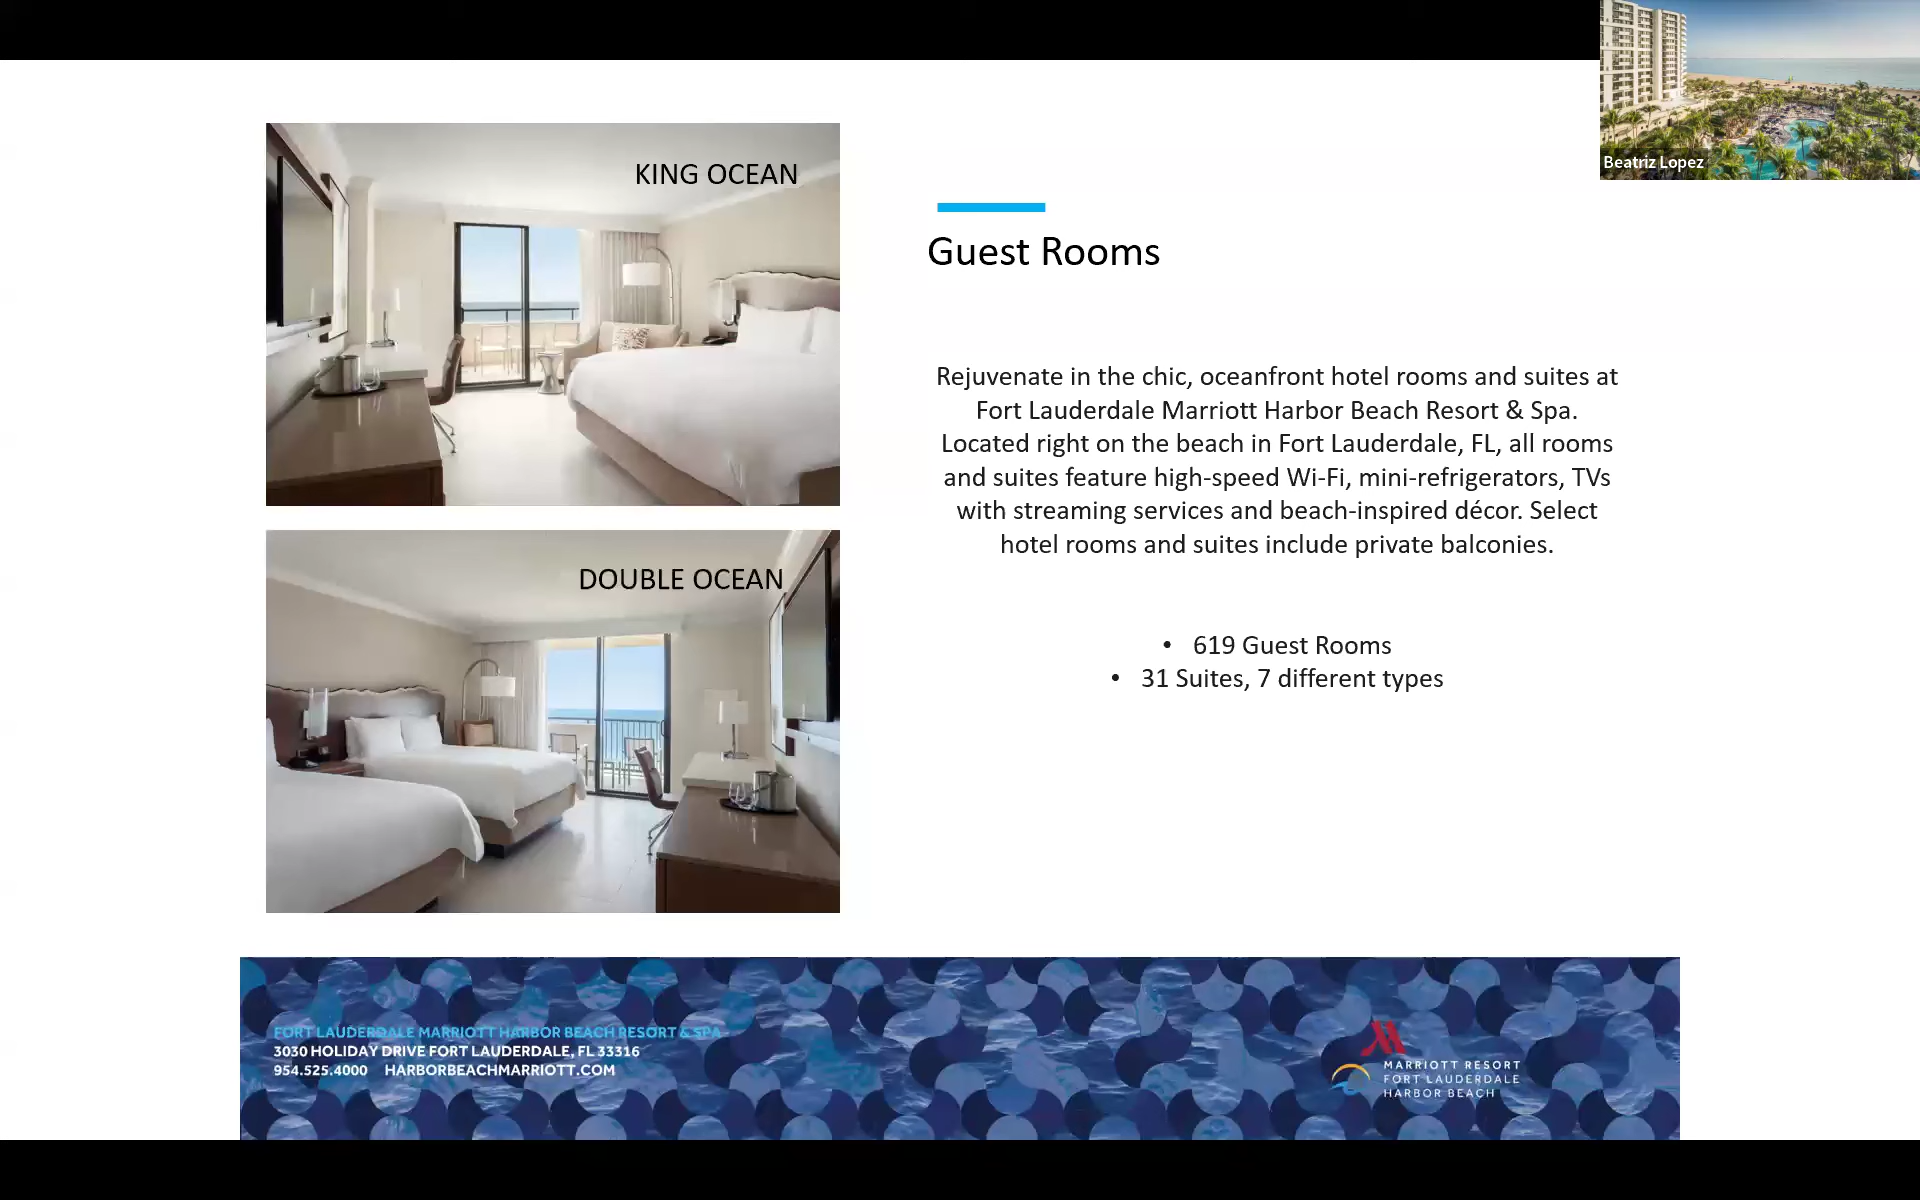 Beatriz Lopez
KING OCEAN
DOUBLE OCEAN
Guest Rooms
Rejuvenate in the chic, oceanfront hotel rooms and suites at
Fort Lauderdale Marriott Harbor Beach Resort & Spa.
Located right on the beach in Fort Lauderdale, FL, all rooms
and suites feature high-speed Wi-Fi, mini-refrigerators, TVs
with streaming services and beach-inspired décor. Select
hotel rooms and suites include private balconies.
• 619 Guest Rooms
• 31 Suites, 7 different types
FORT LAUDERDALE MARRIOTT HARBOR BEACH RESORT & SPA
3030 HOLIDAY DRIVE FORT LAUDERDALE, FL 33316
954.525.4000 HARBORBEACHMARRIOTT.COM
MARRIOTT RESORT
FORT LAUDERDALE
HARBOR BEACH